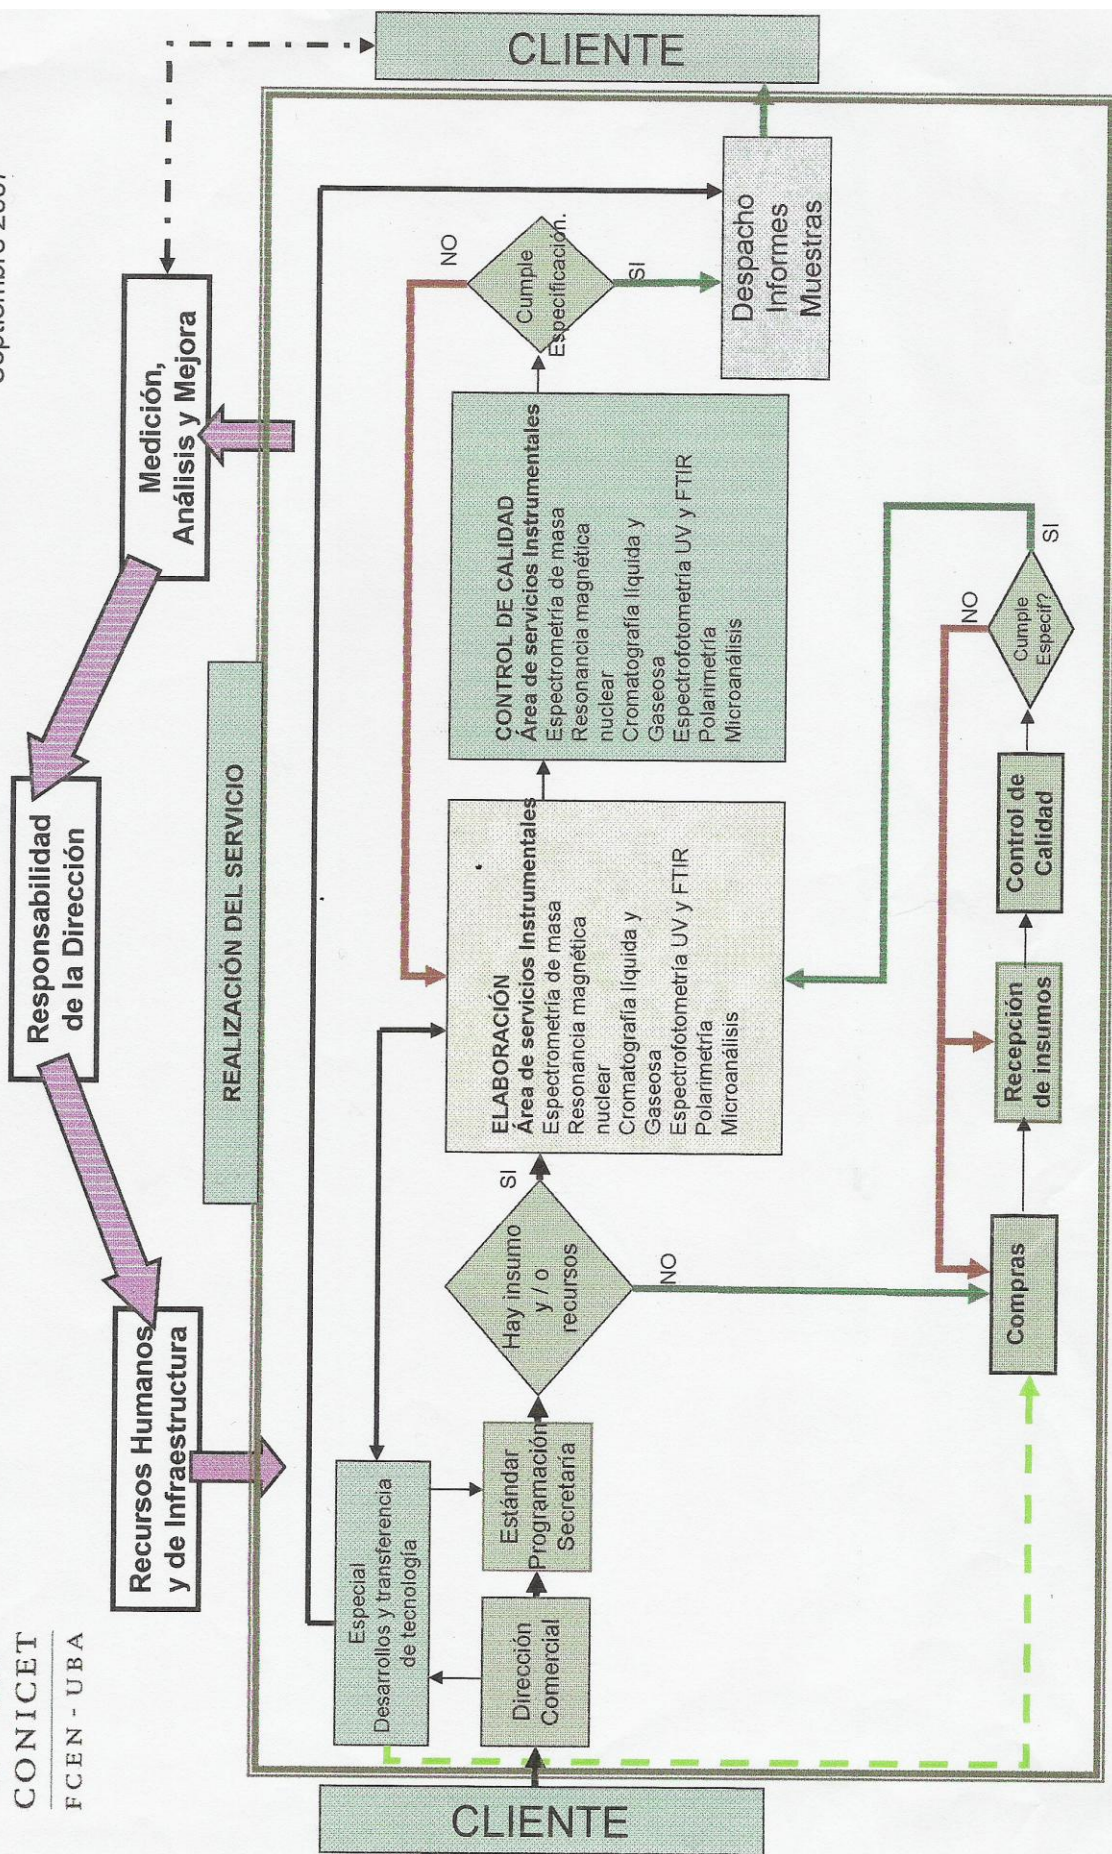 CONICET
FCEN - UBA
Septiembre 2007
Responsabilidad
de la Dirección
Recursos Humanos
y de Infraestructura
Medición,
Análisis y Mejora
REALIZACIÓN DEL SERVICIO
CLIENTE
Especial
Desarrollos y transferencia
de tecnología
Dirección
Comercial
Estándar
Programación
Secretaría
Hay insumo
y / o
recursos
SI
NO
ELABORACIÓN
Área de servicios Instrumentales
Espectrometría de masa
Resonancia magnética
nuclear
Cromatografía líquida y
Gaseosa
Espectrofotometría UV y FTIR
Polarimetría
Microanálisis
CONTROL DE CALIDAD
Área de servicios Instrumentales
Espectrometría de masa
Resonancia magnética
nuclear
Cromatografía líquida y
Gaseosa
Espectrofotometría UV y FTIR
Polarimetría
Microanálisis
Cumple
Especificación.
NO
SI
Despacho
Informes
Muestras
CLIENTE
Compras
Recepción
de insumos
Control de
Calidad
Cumple
Especif?
NO
SI